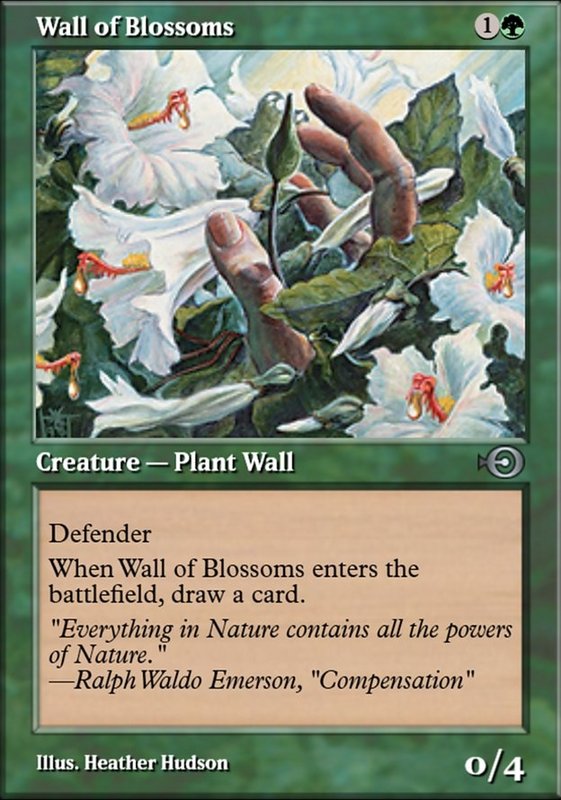 Wall of Blossoms 1
Creature — Plant Wall
Defender
When Wall of Blossoms enters the
battlefield, draw a card.
"Everything in Nature contains all the powers
of Nature."
—Ralph Waldo Emerson, "Compensation"
Illus. Heather Hudson
0/4